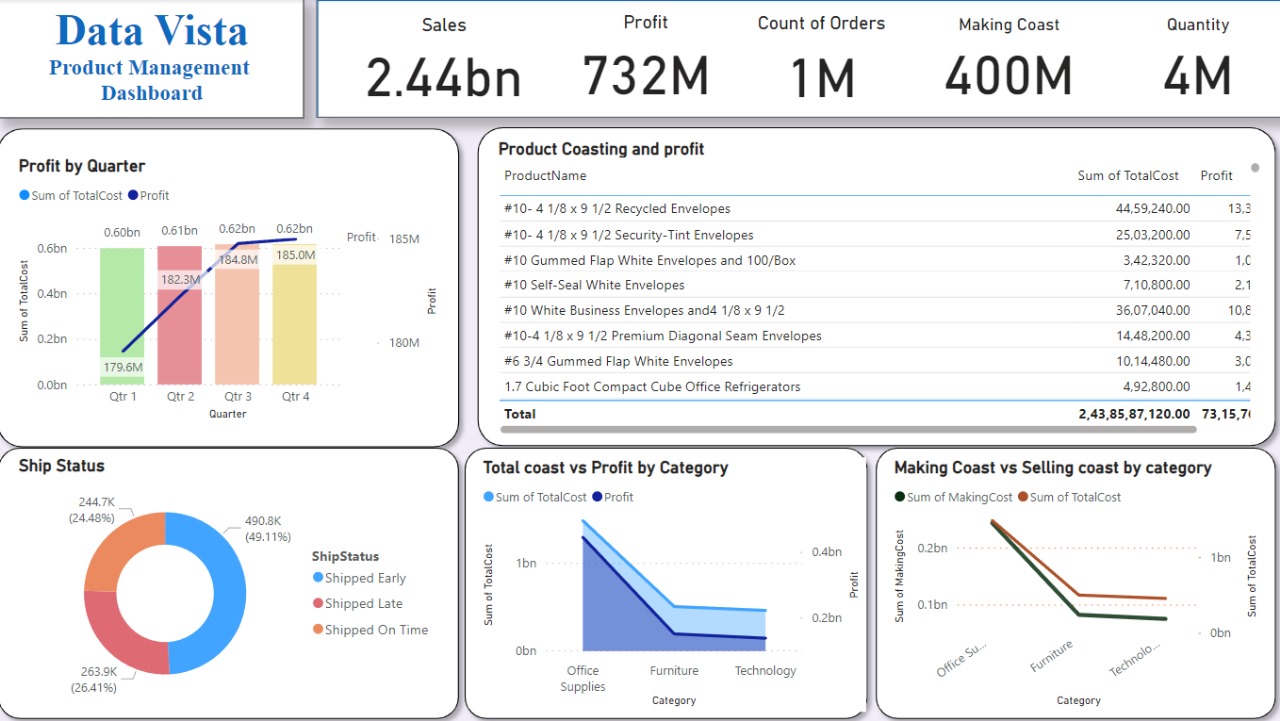 Data Vista
Product Management
Dashboard
Sales
2.44bn
Profit
732M
Count of Orders
1M
Making Coast
400M
Quantity
4M
Profit by Quarter
Sum of TotalCost Profit
0.60bn 0.61bn 0.62bn 0.62bn
Profit
185M
180M
0.6bn
0.4bn
0.2bn
0.0bn
179.6M
182.3M
184.8M
185.0M
Sum of TotalCost
Profit
Qtr 1 Qtr 2 Qtr 3 Qtr 4
Quarter
Product Coasting and profit
ProductName Sum of TotalCost Profit
#10- 4 1/8 x 9 1/2 Recycled Envelopes 44,59,240.00 13,3
#10- 4 1/8 x 9 1/2 Security-Tint Envelopes 25,03,200.00 7,5
#10 Gummed Flap White Envelopes and 100/Box 3,42,320.00 1,0
#10 Self-Seal White Envelopes 7,10,800.00 2,1
#10 White Business Envelopes and4 1/8 x 9 1/2 36,07,040.00 10,8
#10-4 1/8 x 9 1/2 Premium Diagonal Seam Envelopes 14,48,200.00 4,3
#6 3/4 Gummed Flap White Envelopes 10,14,480.00 3,0
1.7 Cubic Foot Compact Cube Office Refrigerators 4,92,800.00 1,4
Total 2,43,85,87,120.00 73,15,76
Ship Status
244.7K
(24.48%)
490.8K
(49.11%)
263.9K
(26.41%)
ShipStatus
Shipped Early
Shipped Late
Shipped On Time
Total coast vs Profit by Category
Sum of TotalCost Profit
Sum of TotalCost
1bn
0bn
0.4bn
0.2bn
Profit
Office
Supplies
Furniture
Technology
Category
Making Coast vs Selling coast by category
Sum of MakingCost Sum of TotalCost
Sum of MakingCost
0.2bn
0.1bn
1bn
0bn
Sum of TotalCost
Office Su...
Furniture
Technolo...
Category